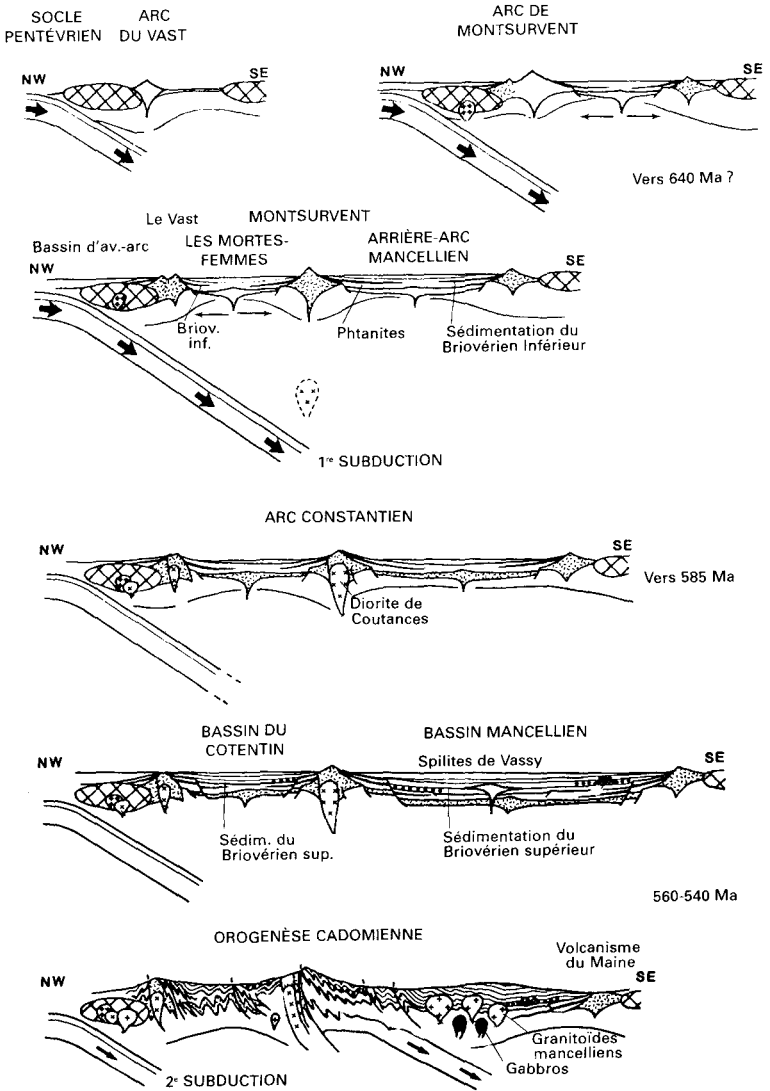 SOCLE
PENTÉVRIEN
ARC
DU VAST
NW
SE
ARC DE
MONTSURVENT
NW
SE
Vers 640 Ma ?
Le Vast
MONTSURVENT
Bassin d'av.-arc
LES MORTES-
FEMMES
ARRIÈRE-ARC
MANCELLIEN
NW
SE
Briov.
inf.
Phtanites
Sédimentation du
Briovérien Inférieur
1re SUBDUCTION
ARC CONSTANTIEN
NW
SE
Vers 585 Ma
Diorite de
Coutances
BASSIN DU
COTENTIN
BASSIN MANCELLIEN
NW
Spilites de Vassy
SE
Sédim. du
Briovérien sup.
Sédimentation du
Briovérien supérieur
560-540 Ma
OROGENÈSE CADOMIENNE
Volcanisme
du Maine
NW
SE
Granitoïdes
mancelliens
Gabbros
2e SUBDUCTION